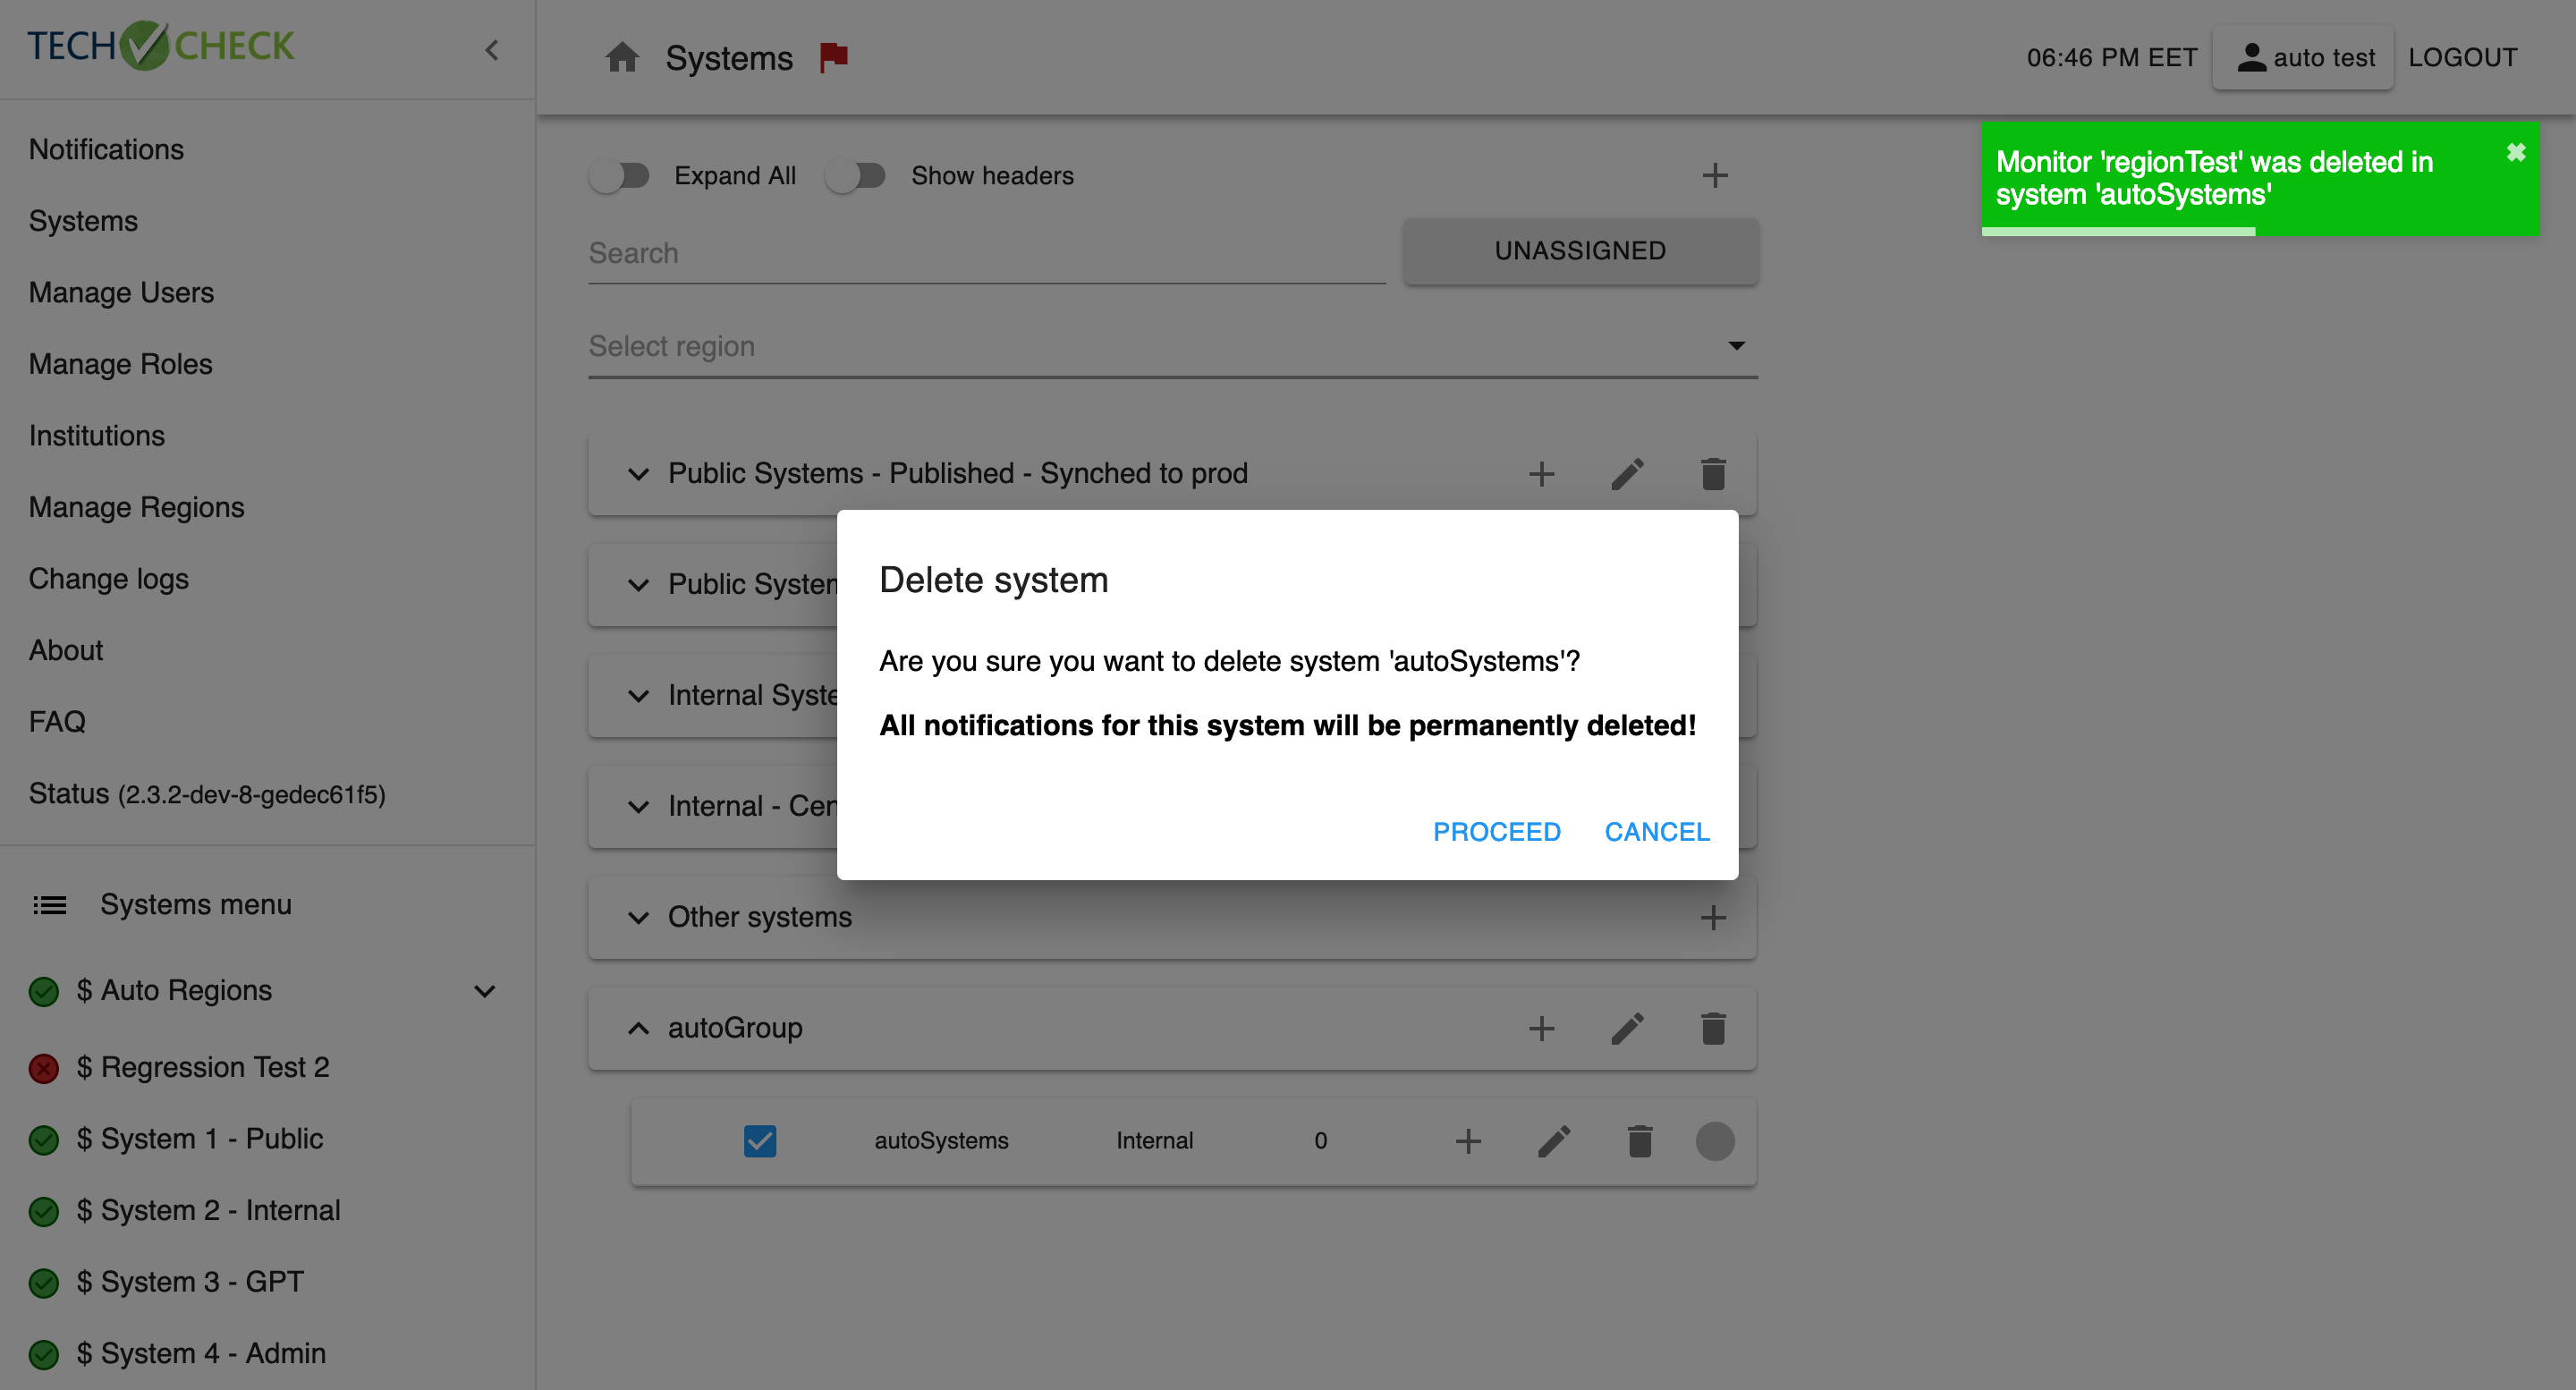 TECH CHECK
Notifications
Systems
Manage Users
Manage Roles
Institutions
Manage Regions
Change logs
About
FAQ
Status (2.3.2-dev-8-gedec61f5)
Systems menu
$ Auto Regions
$ Regression Test 2
$ System 1 - Public
$ System 2 - Internal
$ System 3 - GPT
$ System 4 - Admin
Systems
06:46 PM EET
auto test
LOGOUT
Monitor 'regionTest' was deleted in
system 'autoSystems'
Expand All
Show headers
Search
UNASSIGNED
Select region
Public Systems - Published - Synched to prod
Public System
Internal Syste
Internal - Cen
Delete system
Are you sure you want to delete system 'autoSystems'?
All notifications for this system will be permanently deleted!
PROCEED
CANCEL
Other systems
autoGroup
autoSystems
Internal
0